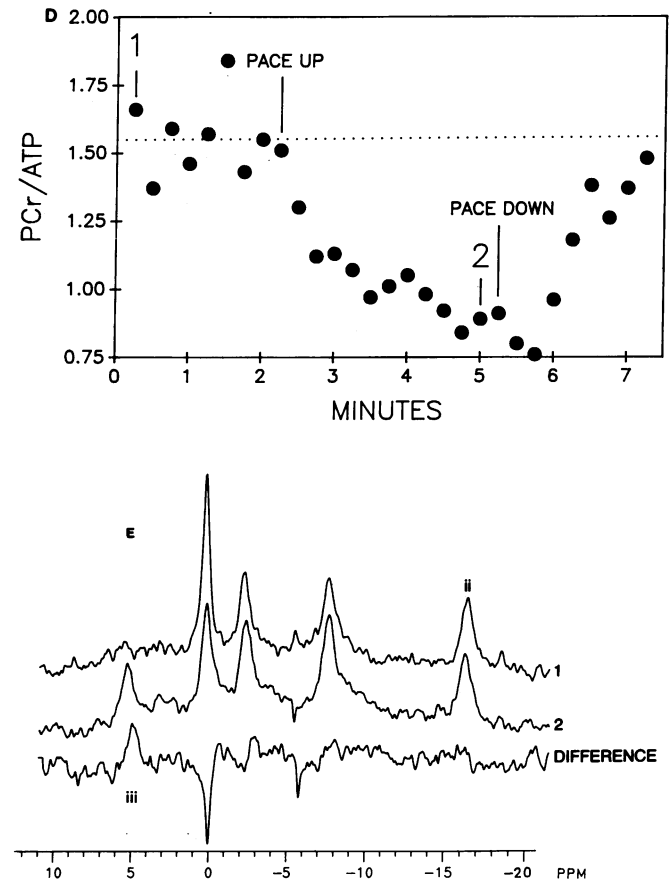 D 2.00
1
PACE UP
1.75
1.50
PCr/ATP
1.25
PACE DOWN
2
1.00
0.75
0 1 2 3 4 5 6 7
MINUTES
E
ii
1
2
DIFFERENCE
iii
10 5 0 -5 -10 -15 -20 PPM